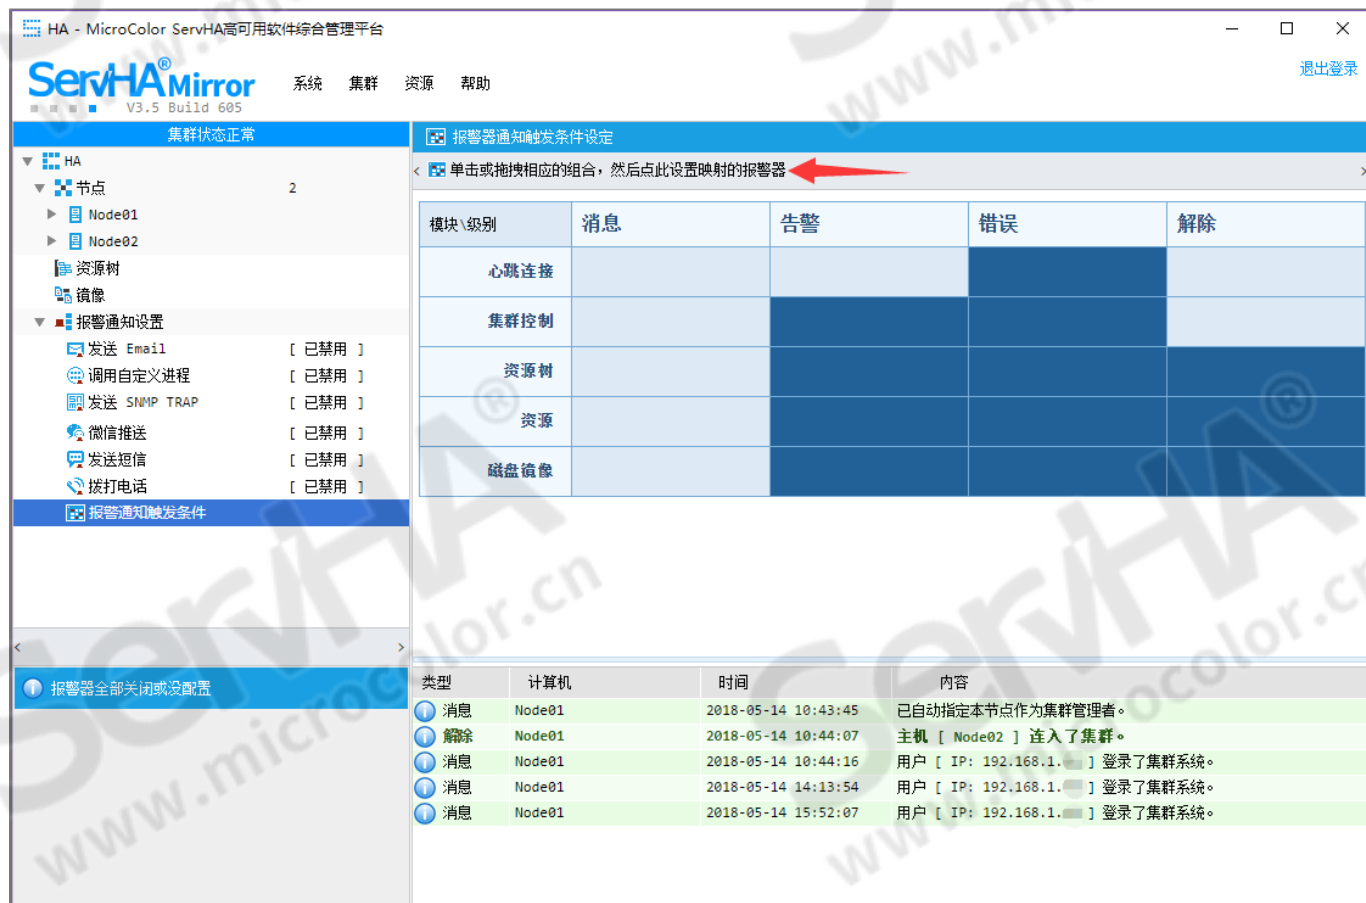 HA - MicroColor ServHA高可用软件综合管理平台
ServHA® Mirror
V3.5 Build 605
系统 集群 资源 帮助
退出登录
集群状态正常
HA
节点 2
Node01
Node02
资源树
镜像
报警通知设置
发送 Email [ 已禁用 ]
调用自定义进程 [ 已禁用 ]
发送 SNMP TRAP [ 已禁用 ]
微信推送 [ 已禁用 ]
发送短信 [ 已禁用 ]
拨打电话 [ 已禁用 ]
报警通知触发条件
报警器全部关闭或没配置
报警器通知触发条件设定
单击或拖拽相应的组合，然后点此设置映射的报警器
模块\级别 消息 告警 错误 解除
心跳连接
集群控制
资源树
资源
磁盘镜像
类型 计算机 时间 内容
消息 Node01 2018-05-14 10:43:45 已自动指定本节点作为集群管理者。
解除 Node01 2018-05-14 10:44:07 主机 [ Node02 ] 连入了集群。
消息 Node01 2018-05-14 10:44:16 用户 [ IP: 192.168.1. ] 登录了集群系统。
消息 Node01 2018-05-14 14:13:54 用户 [ IP: 192.168.1. ] 登录了集群系统。
消息 Node01 2018-05-14 15:52:07 用户 [ IP: 192.168.1. ] 登录了集群系统。
ServHA®
www.microcolor.cn
ServHA®
www.microcolor.cn